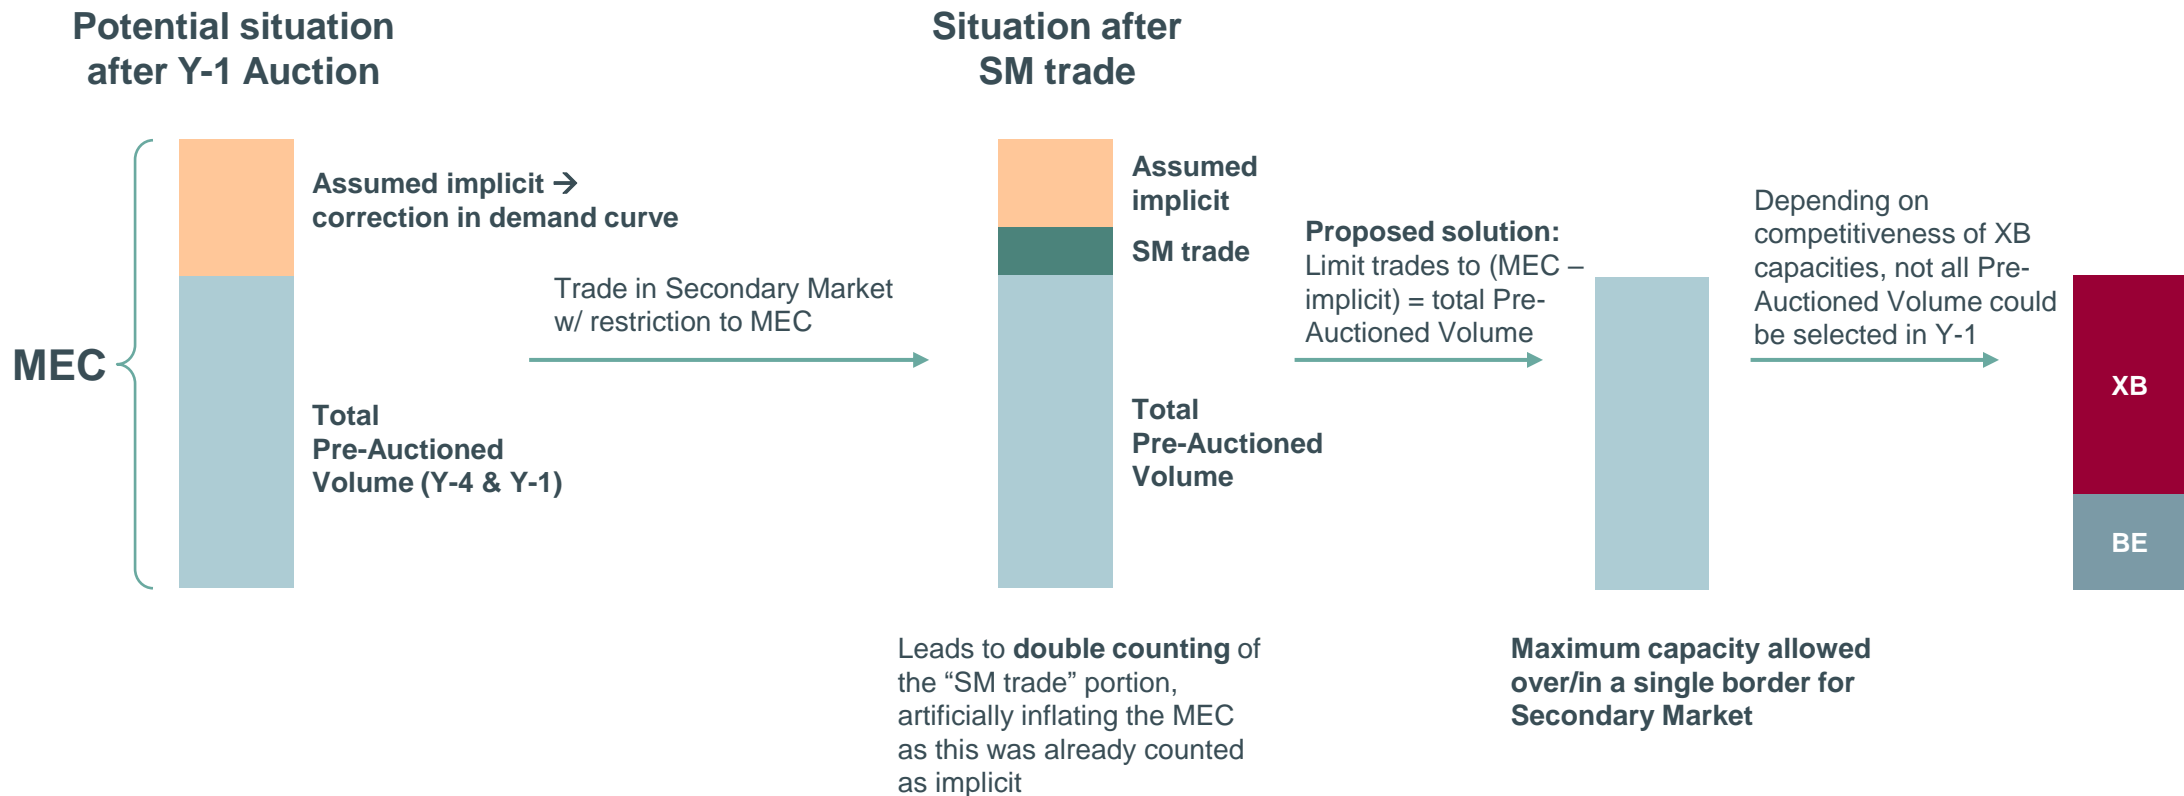 Potential situation
after Y-1 Auction
Situation after
SM trade
MEC
Assumed implicit →
correction in demand curve
Total
Pre-Auctioned
Volume (Y-4 & Y-1)
Trade in Secondary Market
w/ restriction to MEC
Assumed
implicit
SM trade
Total
Pre-Auctioned
Volume
Leads to double counting of
the “SM trade” portion,
artificially inflating the MEC
as this was already counted
as implicit
Proposed solution:
Limit trades to (MEC –
implicit) = total Pre-
Auctioned Volume
Maximum capacity allowed
over/in a single border for
Secondary Market
Depending on
competitiveness of XB
capacities, not all Pre-
Auctioned Volume could
be selected in Y-1
XB
BE